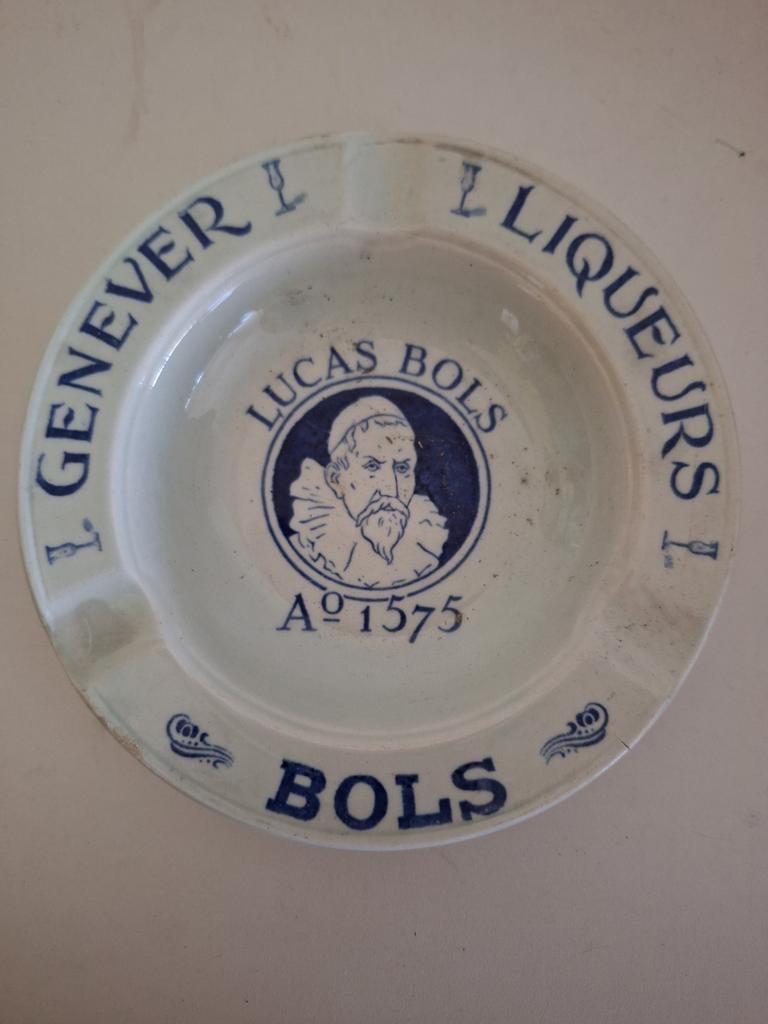 GENEVER
LIQUEURS
LUCAS BOLS
Aº 1575
BOLS